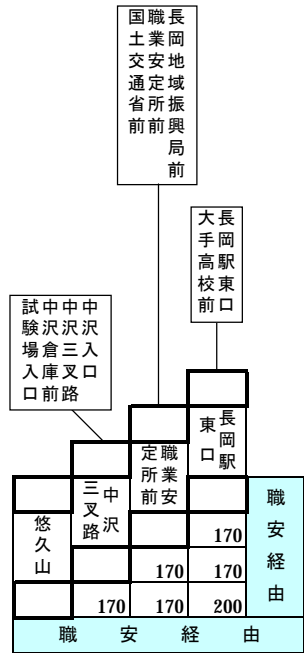 長岡地域振興局前
職業安定所前
国土交通省前
長岡駅東口
大手高校前
中沢入口
中沢三叉路
中沢倉庫前
試験場入口
長岡駅
東口
職業安
定所前
中沢
三叉路
悠久山
職安経由
170
170 170
170 170 200
職安経由